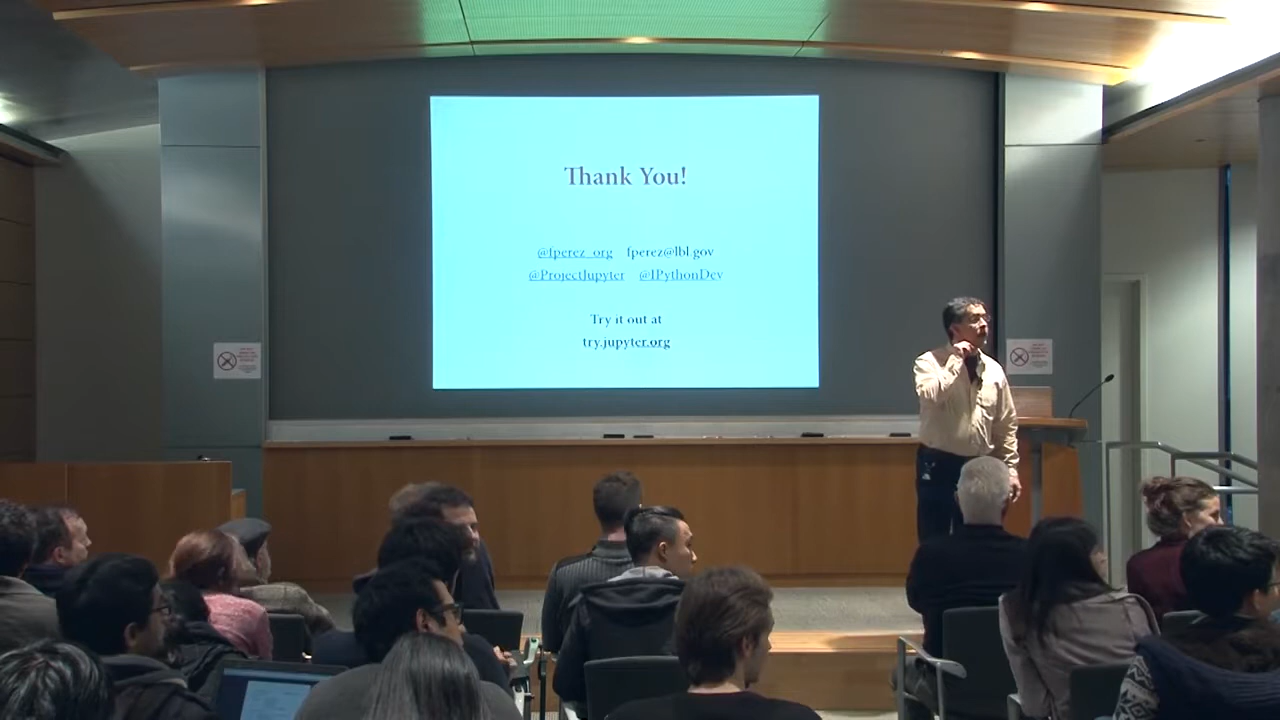 Thank You!
@fperez_org fperez@lbl.gov
@ProjectJupyter @IPythonDev
Try it out at
try.jupyter.org